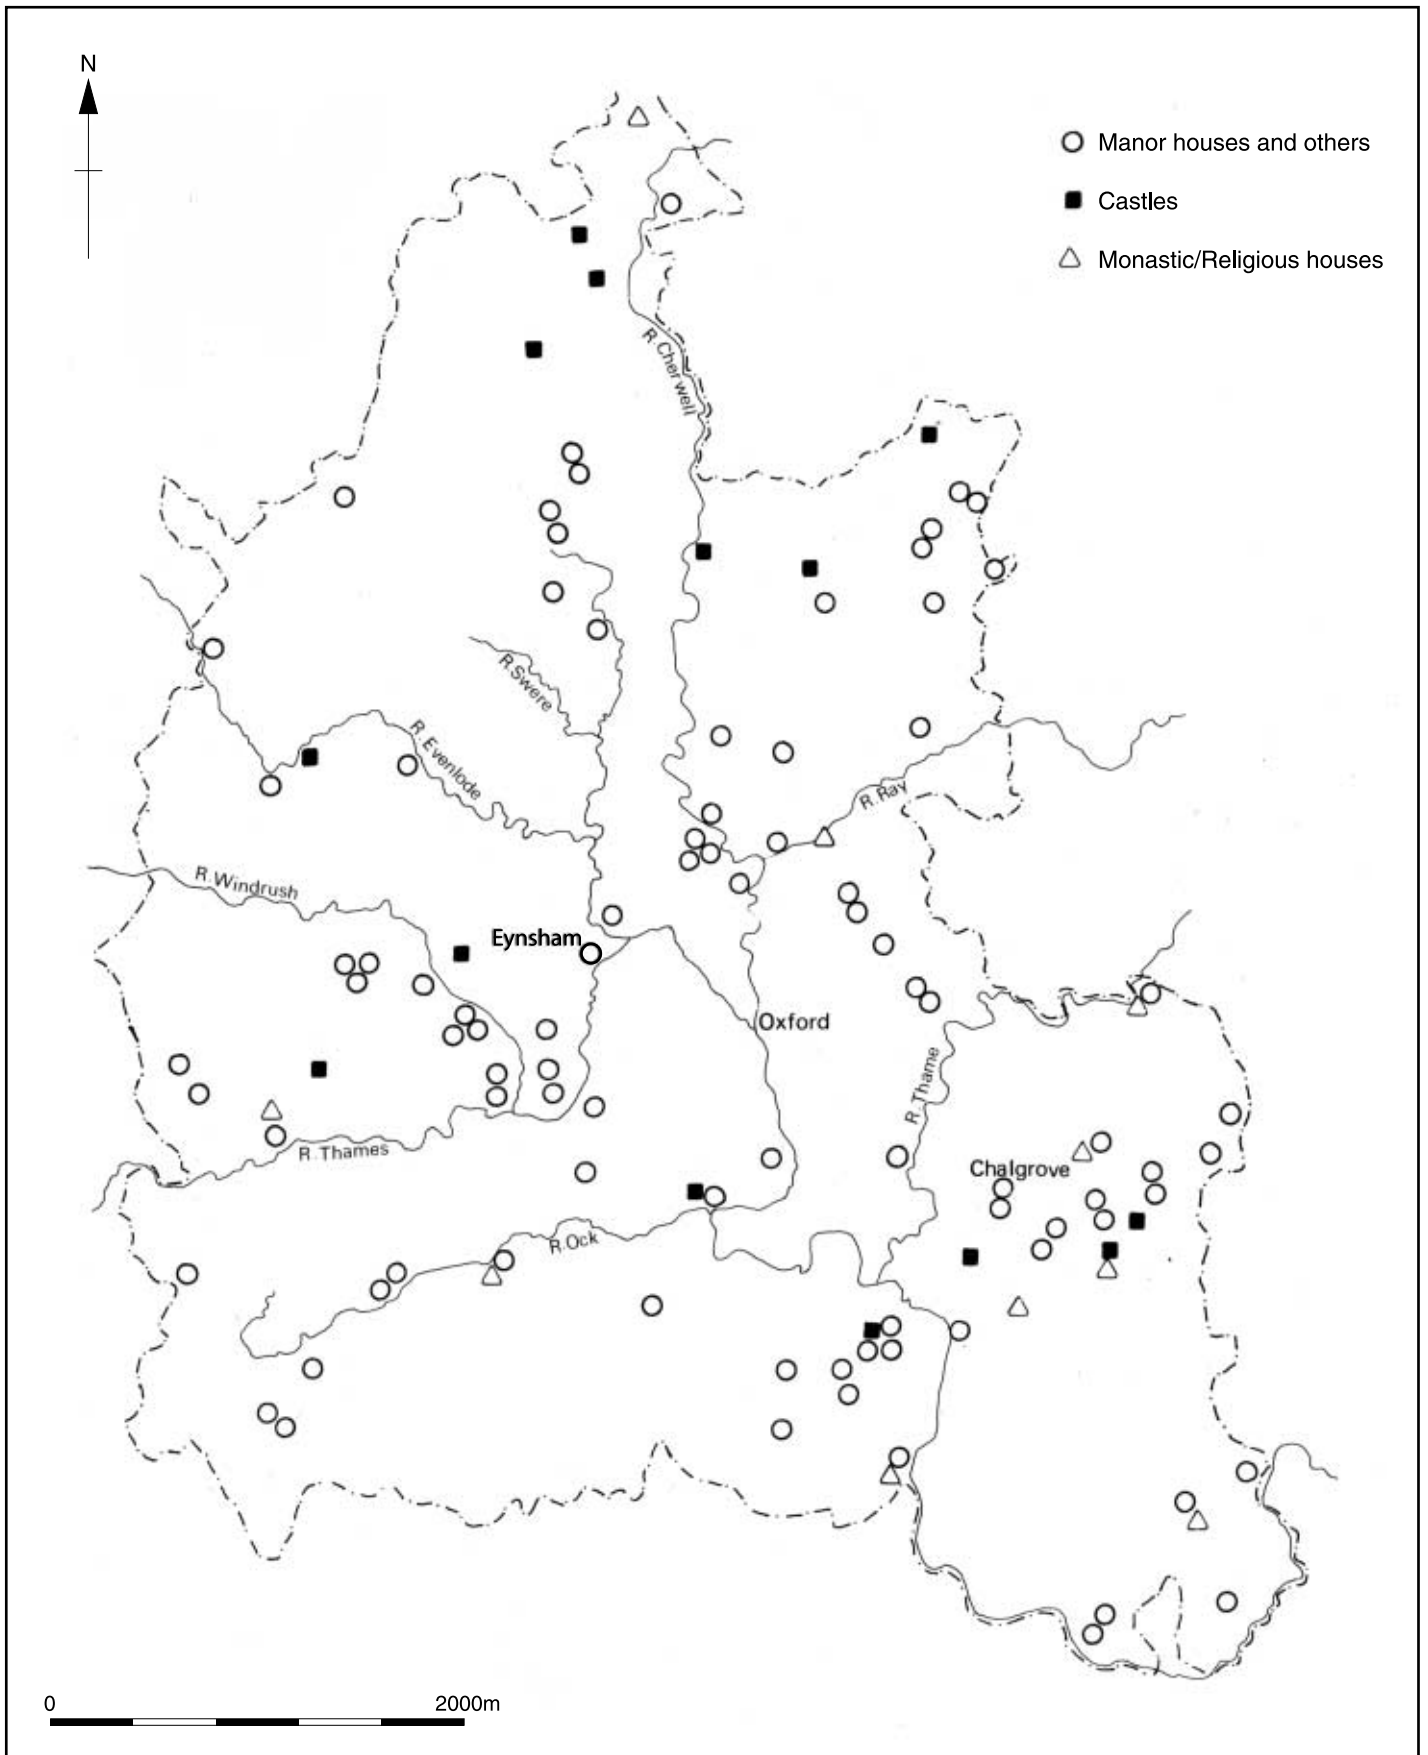 N
Manor houses and others
Castles
Monastic/Religious houses
R.Cherwell
R.Swere
R.Evenlode
R.Ray
R.Windrush
Eynsham
Oxford
R.Thame
R.Thames
Chalgrove
R.Ock
0 2000m